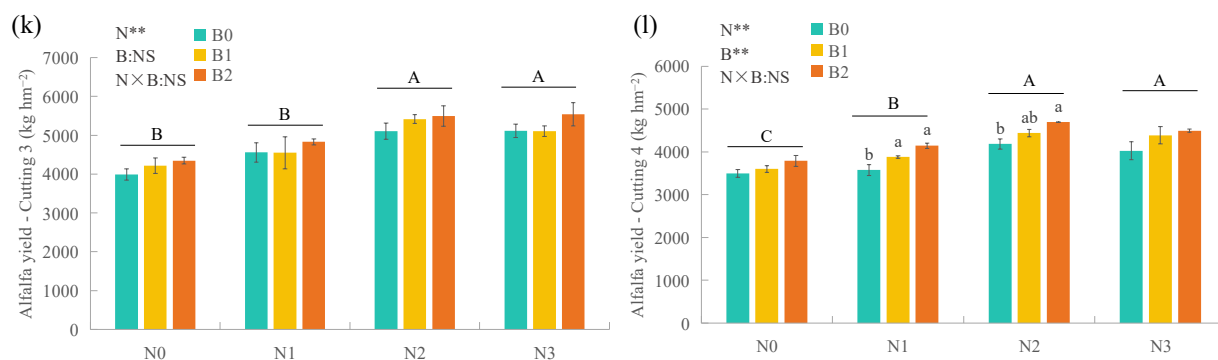 (k)
N**
B:NS
N×B:NS
B0
B1
B2
Alfalfa yield - Cutting 3 (kg hm⁻²)
7000
6000
5000
4000
3000
2000
1000
0
B
B
A
A
N0
N1
N2
N3
(l)
N**
B**
N×B:NS
B0
B1
B2
Alfalfa yield - Cutting 4 (kg hm⁻²)
6000
5000
4000
3000
2000
1000
0
C
B
A
A
b
a
a
b
ab
a
N0
N1
N2
N3